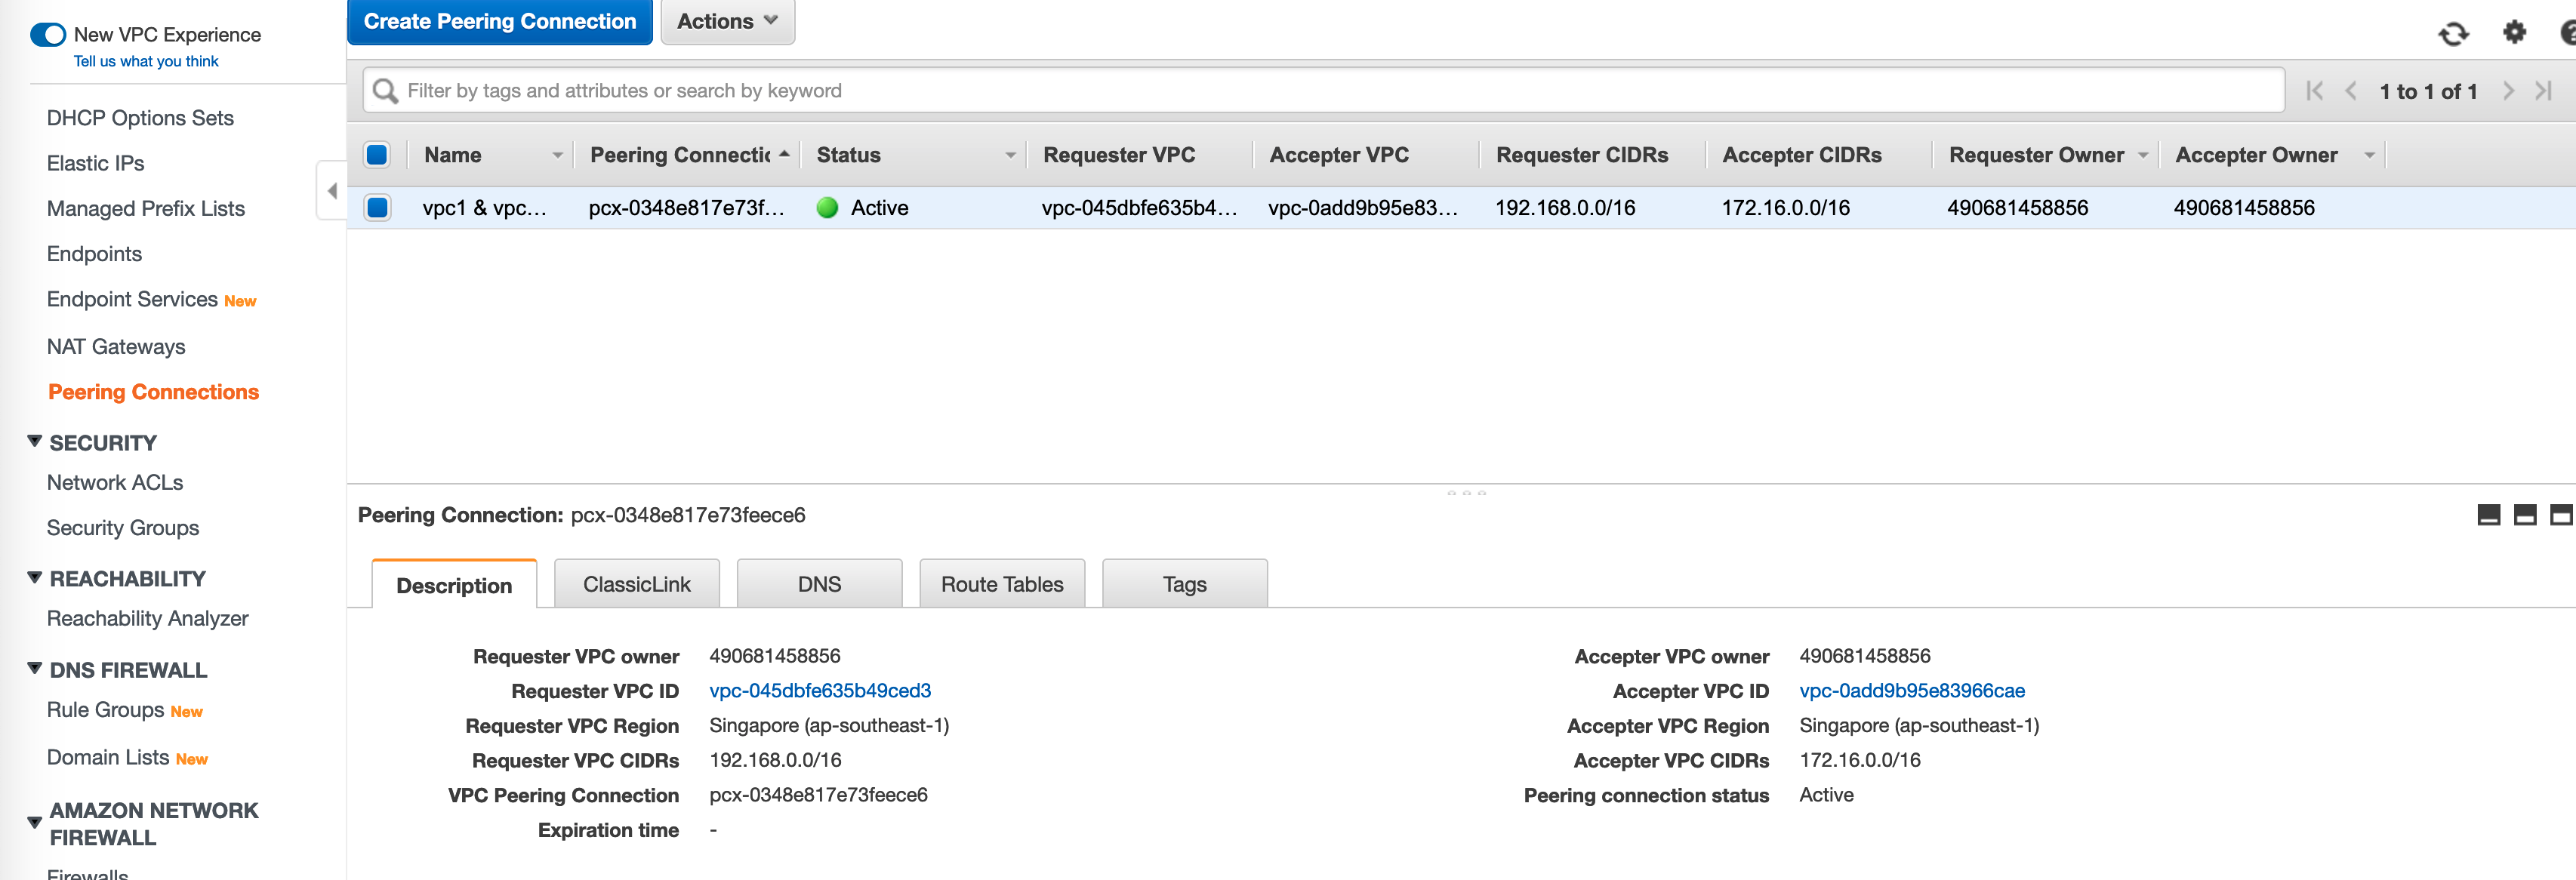 New VPC Experience
Tell us what you think
DHCP Options Sets
Elastic IPs
Managed Prefix Lists
Endpoints
Endpoint Services New
NAT Gateways
Peering Connections
SECURITY
Network ACLs
Security Groups
REACHABILITY
Reachability Analyzer
DNS FIREWALL
Rule Groups New
Domain Lists New
AMAZON NETWORK
FIREWALL
Firewalls
Create Peering Connection Actions
Filter by tags and attributes or search by keyword 1 to 1 of 1
Name Peering Connectic Status Requester VPC Accepter VPC Requester CIDRs Accepter CIDRs Requester Owner Accepter Owner
vpc1 & vpc... pcx-0348e817e73f... Active vpc-045dbfe635b4... vpc-0add9b95e83... 192.168.0.0/16 172.16.0.0/16 490681458856 490681458856
Peering Connection: pcx-0348e817e73feece6
Description ClassicLink DNS Route Tables Tags
Requester VPC owner 490681458856 Accepter VPC owner 490681458856
Requester VPC ID vpc-045dbfe635b49ced3 Accepter VPC ID vpc-0add9b95e83966cae
Requester VPC Region Singapore (ap-southeast-1) Accepter VPC Region Singapore (ap-southeast-1)
Requester VPC CIDRs 192.168.0.0/16 Accepter VPC CIDRs 172.16.0.0/16
VPC Peering Connection pcx-0348e817e73feece6 Peering connection status Active
Expiration time -